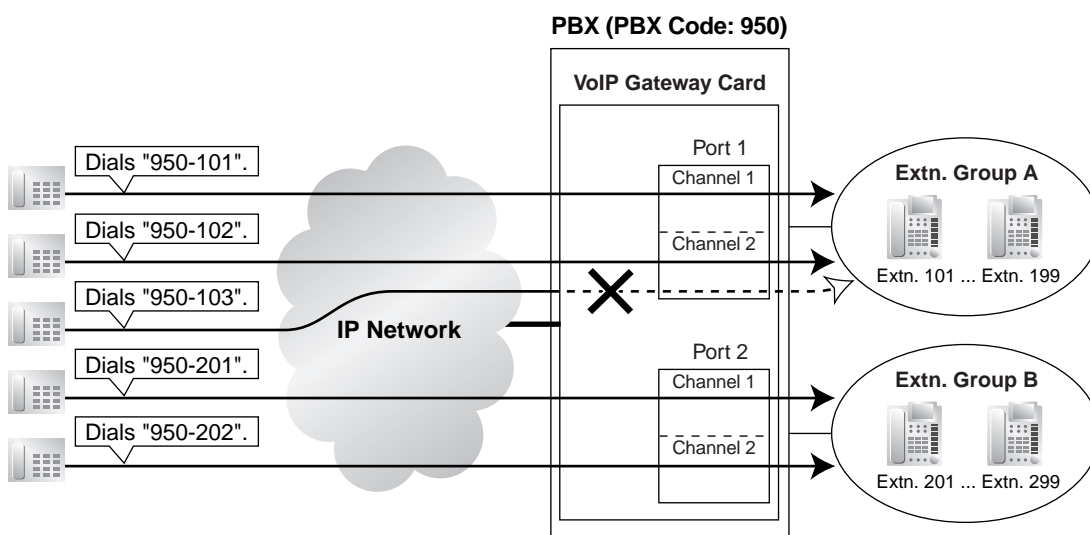 PBX (PBX Code: 950)
VoIP Gateway Card
Port 1
Dials "950-101".
Channel 1
Extn. Group A
Dials "950-102".
Channel 2
Extn. 101 ... Extn. 199
Dials "950-103".
IP Network
Port 2
Dials "950-201".
Channel 1
Extn. Group B
Dials "950-202".
Channel 2
Extn. 201 ... Extn. 299